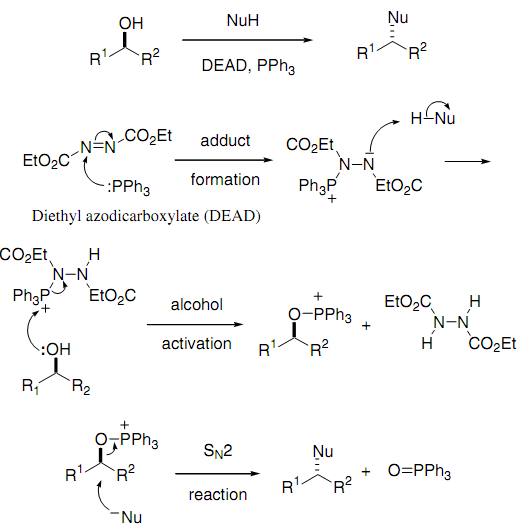 OH NuH Nu
R¹ R² DEAD, PPh₃ R¹ R²
N=N CO₂Et adduct CO₂Et N–N⁻ H–Nu
EtO₂C :PPh₃ formation Ph₃P⁺ EtO₂C
Diethyl azodicarboxylate (DEAD)
CO₂Et H
N–N
Ph₃P⁺ EtO₂C alcohol O–P⁺Ph₃ + EtO₂C N–N H
:OH activation R¹ R² H CO₂Et
R₁ R₂
O–P⁺Ph₃ SN2 Nu
R¹ R² reaction R¹ R² + O=PPh₃
⁻Nu